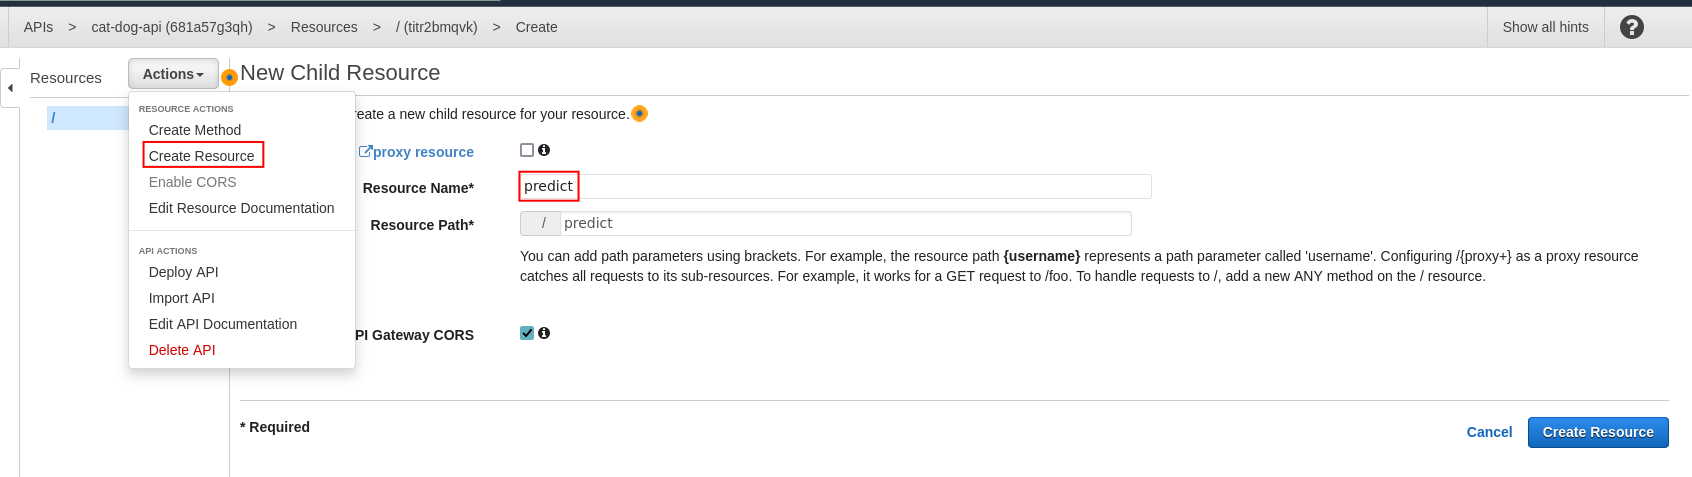 APIs > cat-dog-api (681a57g3qh) > Resources > / (titr2bmqvk) > Create
Show all hints
Resources
Actions
New Child Resource
/
RESOURCE ACTIONS
Create Method
Create Resource
Enable CORS
Edit Resource Documentation
API ACTIONS
Deploy API
Import API
Edit API Documentation
Delete API
reate a new child resource for your resource.
proxy resource
Resource Name* predict
Resource Path* / predict
You can add path parameters using brackets. For example, the resource path {username} represents a path parameter called 'username'. Configuring /{proxy+} as a proxy resource
catches all requests to its sub-resources. For example, it works for a GET request to /foo. To handle requests to /, add a new ANY method on the / resource.
PI Gateway CORS
* Required
Cancel
Create Resource